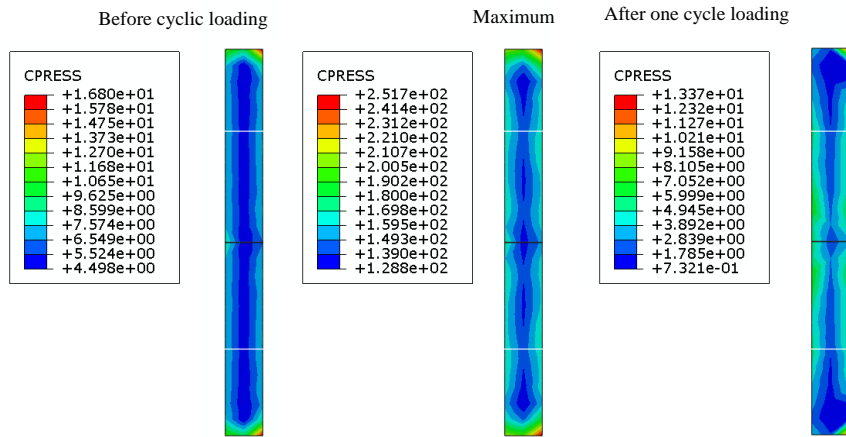 Before cyclic loading
Maximum
After one cycle loading
CPRESS
+1.680e+01
+1.578e+01
+1.475e+01
+1.373e+01
+1.270e+01
+1.168e+01
+1.065e+01
+9.625e+00
+8.599e+00
+7.574e+00
+6.549e+00
+5.524e+00
+4.498e+00
CPRESS
+2.517e+02
+2.414e+02
+2.312e+02
+2.210e+02
+2.107e+02
+2.005e+02
+1.902e+02
+1.800e+02
+1.698e+02
+1.595e+02
+1.493e+02
+1.390e+02
+1.288e+02
CPRESS
+1.337e+01
+1.232e+01
+1.127e+01
+1.021e+01
+9.158e+00
+8.105e+00
+7.052e+00
+5.999e+00
+4.945e+00
+3.892e+00
+2.839e+00
+1.785e+00
+7.321e-01